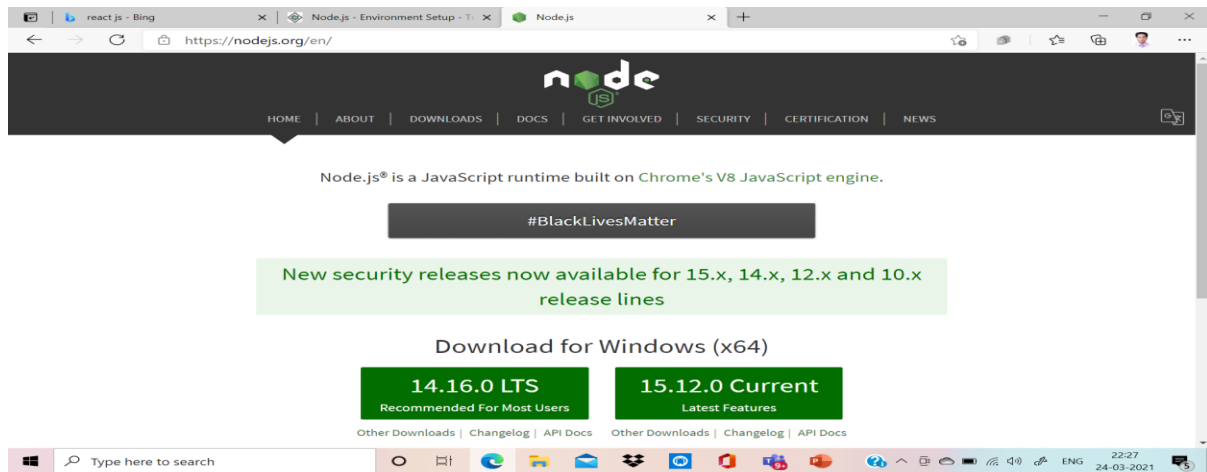 react js - Bing
Node.js - Environment Setup - T
Node.js
https://nodejs.org/en/
node
JS
HOME | ABOUT | DOWNLOADS | DOCS | GET INVOLVED | SECURITY | CERTIFICATION | NEWS
Node.js® is a JavaScript runtime built on Chrome's V8 JavaScript engine.
#BlackLivesMatter
New security releases now available for 15.x, 14.x, 12.x and 10.x
release lines
Download for Windows (x64)
14.16.0 LTS
Recommended For Most Users
15.12.0 Current
Latest Features
Other Downloads | Changelog | API Docs
Other Downloads | Changelog | API Docs
Type here to search
ENG
22:27
24-03-2021
5